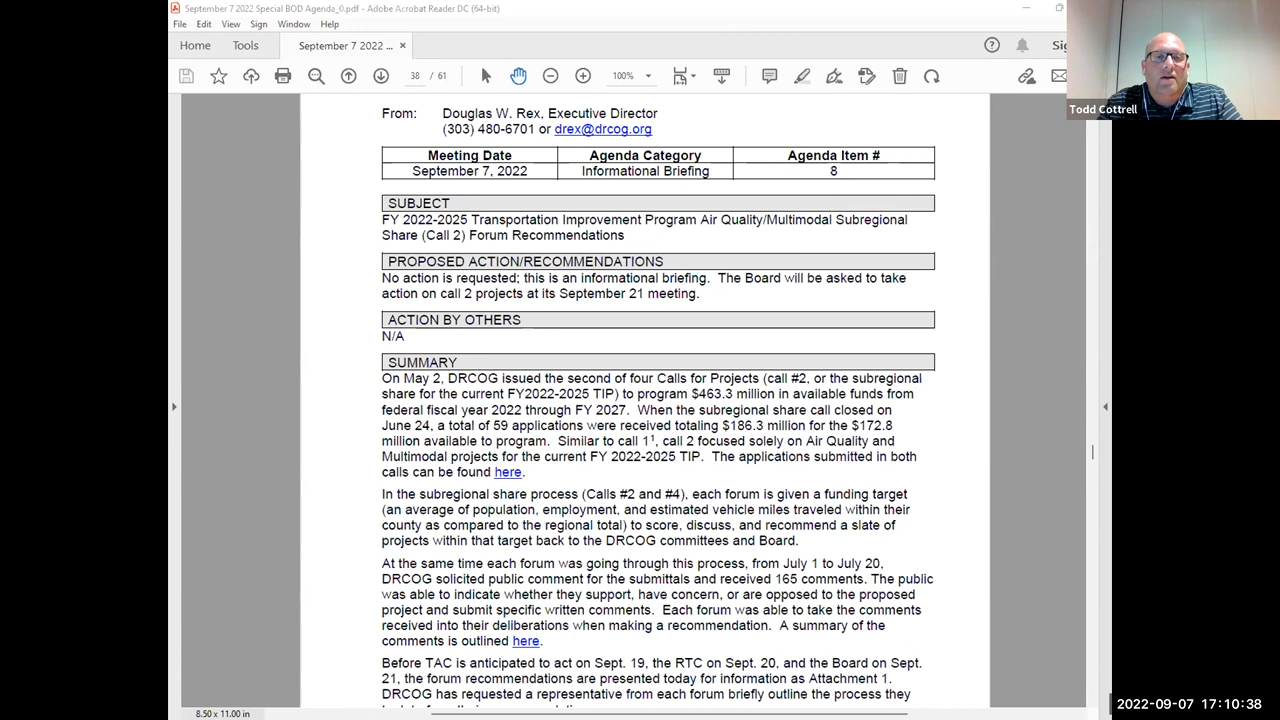 September 7 2022 Special BOD Agenda_0.pdf - Adobe Acrobat Reader DC (64-bit)
File Edit View Sign Window Help
Home Tools September 7 2022 ... × Sig
38 / 61 100%
Todd Cottrell
From: Douglas W. Rex, Executive Director
(303) 480-6701 or drex@drcog.org
Meeting Date Agenda Category Agenda Item #
September 7, 2022 Informational Briefing 8
SUBJECT
FY 2022-2025 Transportation Improvement Program Air Quality/Multimodal Subregional
Share (Call 2) Forum Recommendations
PROPOSED ACTION/RECOMMENDATIONS
No action is requested; this is an informational briefing. The Board will be asked to take
action on call 2 projects at its September 21 meeting.
ACTION BY OTHERS
N/A
SUMMARY
On May 2, DRCOG issued the second of four Calls for Projects (call #2, or the subregional
share for the current FY2022-2025 TIP) to program $463.3 million in available funds from
federal fiscal year 2022 through FY 2027. When the subregional share call closed on
June 24, a total of 59 applications were received totaling $186.3 million for the $172.8
million available to program. Similar to call 1¹, call 2 focused solely on Air Quality and
Multimodal projects for the current FY 2022-2025 TIP. The applications submitted in both
calls can be found here.
In the subregional share process (Calls #2 and #4), each forum is given a funding target
(an average of population, employment, and estimated vehicle miles traveled within their
county as compared to the regional total) to score, discuss, and recommend a slate of
projects within that target back to the DRCOG committees and Board.
At the same time each forum was going through this process, from July 1 to July 20,
DRCOG solicited public comment for the submittals and received 165 comments. The public
was able to indicate whether they support, have concern, or are opposed to the proposed
project and submit specific written comments. Each forum was able to take the comments
received into their deliberations when making a recommendation. A summary of the
comments is outlined here.
Before TAC is anticipated to act on Sept. 19, the RTC on Sept. 20, and the Board on Sept.
21, the forum recommendations are presented today for information as Attachment 1.
DRCOG has requested a representative from each forum briefly outline the process they
8.50 x 11.00 in
2022-09-07 17:10:38